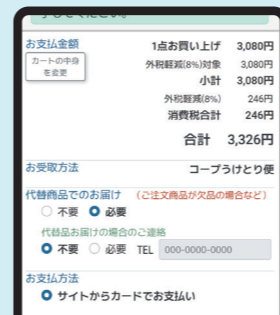 お支払金額
カートの中身
を変更
1点お買い上げ 3,080円
外税軽減(8%)対象 3,080円
小計 3,080円
外税軽減(8%) 246円
消費税合計 246円
合計 3,326円
お受取方法 コープうけとり便
代替商品でのお届け (ご注文商品が欠品の場合など)
不要 必要
代替品お届けの場合のご連絡
不要 必要 TEL 000-0000-0000
お支払方法
サイトからカードでお支払い